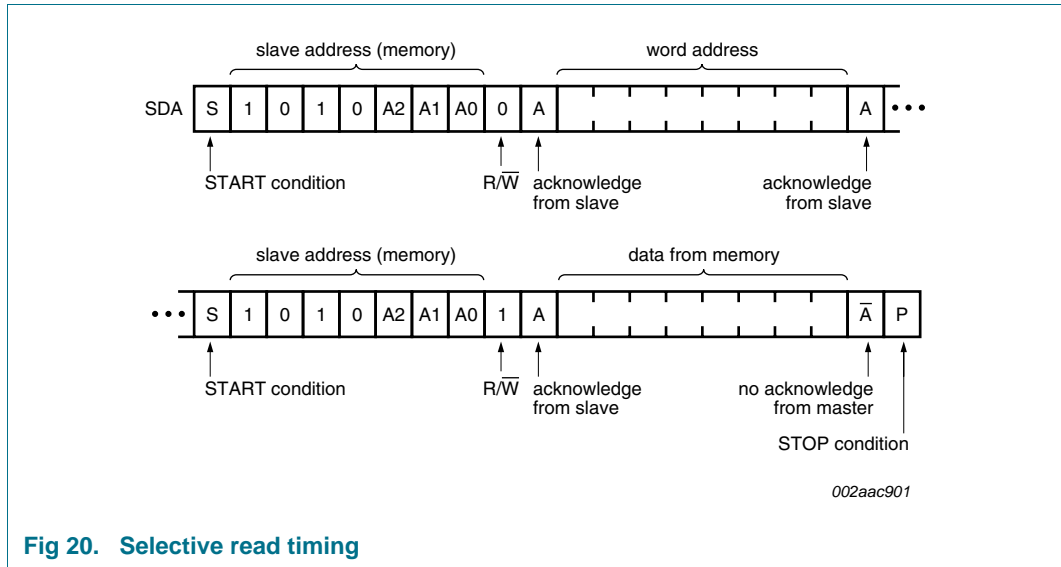 slave address (memory) word address
SDA S 1 0 1 0 A2 A1 A0 0 A A •••
START condition R/W̅ acknowledge from slave acknowledge from slave
slave address (memory) data from memory
••• S 1 0 1 0 A2 A1 A0 1 A A̅ P
START condition R/W̅ acknowledge from slave no acknowledge from master
STOP condition
002aac901
Fig 20. Selective read timing